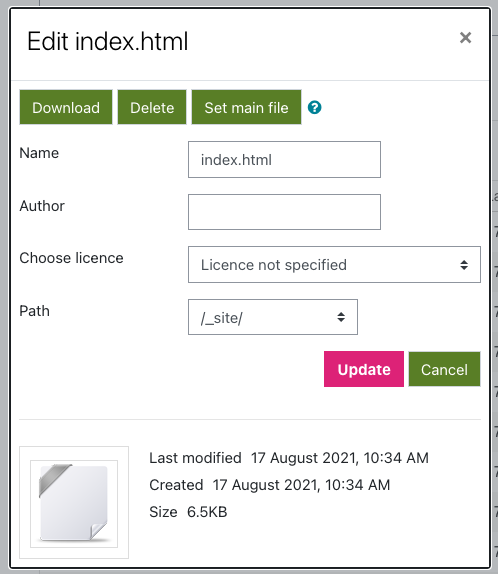 Edit index.html ×
Download Delete Set main file ?
Name index.html
Author
Choose licence Licence not specified
Path /_site/
Update Cancel
Last modified 17 August 2021, 10:34 AM
Created 17 August 2021, 10:34 AM
Size 6.5KB